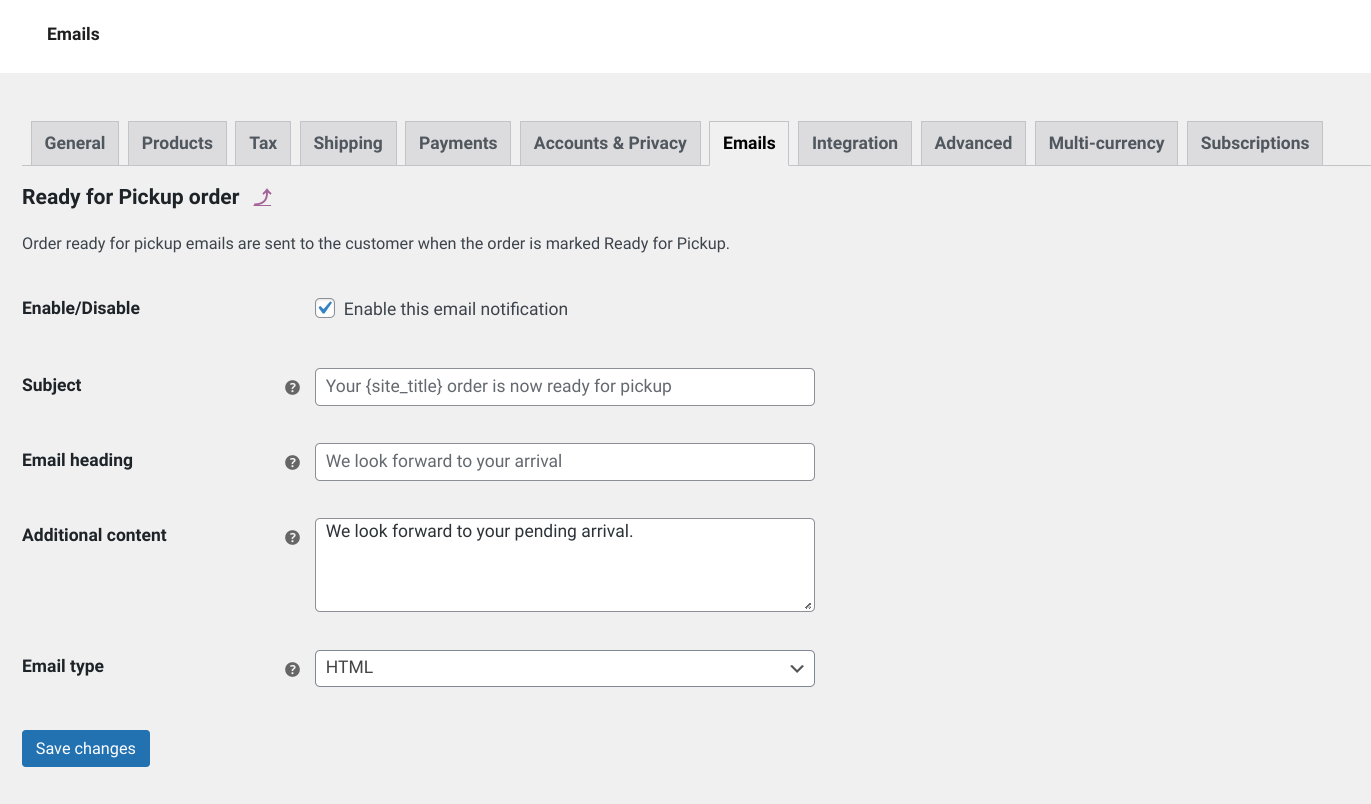 Emails
General Products Tax Shipping Payments Accounts & Privacy Emails Integration Advanced Multi-currency Subscriptions
Ready for Pickup order
Order ready for pickup emails are sent to the customer when the order is marked Ready for Pickup.
Enable/Disable Enable this email notification
Subject ? Your {site_title} order is now ready for pickup
Email heading ? We look forward to your arrival
Additional content ? We look forward to your pending arrival.
Email type ? HTML
Save changes